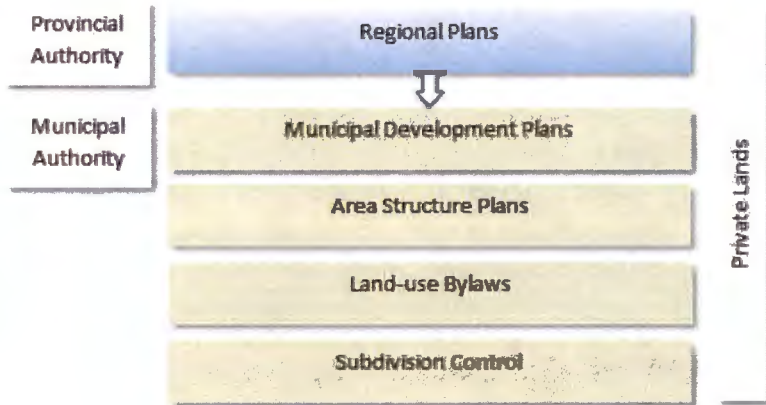 Provincial
Authority
Regional Plans
Municipal
Authority
Municipal Development Plans
Area Structure Plans
Land-use Bylaws
Subdivision Control
Private Lands